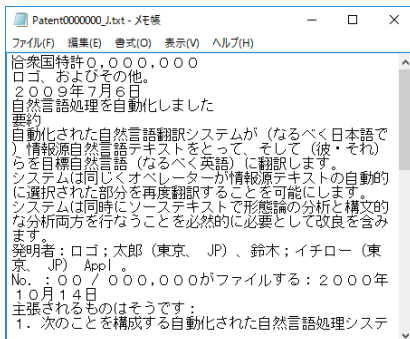 Patent0000000_J.txt - メモ帳
ファイル(F) 編集(E) 書式(O) 表示(V) ヘルプ(H)
合衆国特許０,０００,０００
ロゴ、およびその他。
２００９年７月６日
自然言語処理を自動化しました
要約
自動化された自然言語翻訳システムが（なるべく日本語で
）情報源自然言語テキストをとって、そして（彼・それ）
らを目標自然言語（なるべく英語）に翻訳します。
システムは同じくオペレーターが情報源テキストの自動的
に選択された部分を再度翻訳することを可能にします。
システムは同時にソーステキストで形態論の分析と構文的
な分析両方を行なうことを必然的に必要として改良を含み
ます。
発明者：ロゴ；太郎（東京、 JP）、鈴木；イチロー（東
京、 JP） Appl 。
No. ：００ / ０００,０００がファイルする：２０００年
１０月１４日
主張されるものはそうです：
１．次のことを構成する自動化された自然言語処理システ